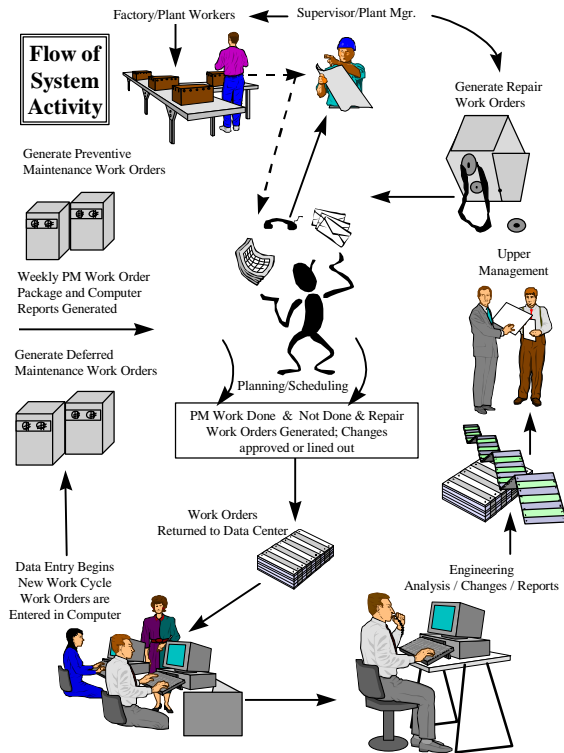 Factory/Plant Workers
Supervisor/Plant Mgr.
Flow of
System
Activity
Generate Repair
Work Orders
Generate Preventive
Maintenance Work Orders
Weekly PM Work Order
Package and Computer
Reports Generated
Upper
Management
Generate Deferred
Maintenance Work Orders
Planning/Scheduling
PM Work Done & Not Done & Repair
Work Orders Generated; Changes
approved or lined out
Work Orders
Returned to Data Center
Data Entry Begins
New Work Cycle
Work Orders are
Entered in Computer
Engineering
Analysis / Changes / Reports